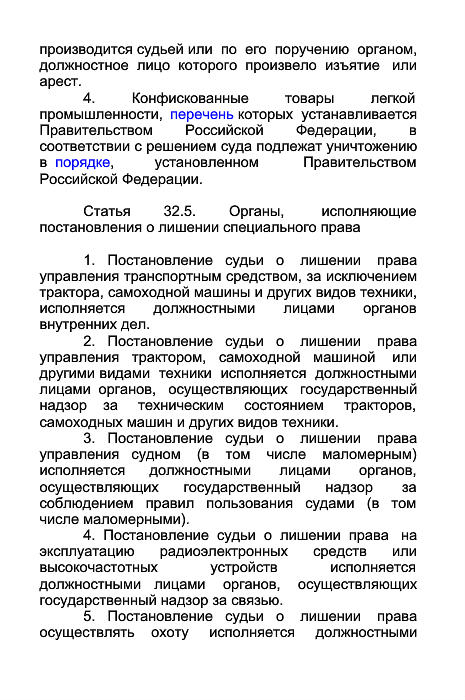 производится судьей или по его поручению органом,
должностное лицо которого произвело изъятие или
арест.
4. Конфискованные товары легкой
промышленности, перечень которых устанавливается
Правительством Российской Федерации, в
соответствии с решением суда подлежат уничтожению
в порядке, установленном Правительством
Российской Федерации.
Статья 32.5. Органы, исполняющие
постановления о лишении специального права
1. Постановление судьи о лишении права
управления транспортным средством, за исключением
трактора, самоходной машины и других видов техники,
исполняется должностными лицами органов
внутренних дел.
2. Постановление судьи о лишении права
управления трактором, самоходной машиной или
другими видами техники исполняется должностными
лицами органов, осуществляющих государственный
надзор за техническим состоянием тракторов,
самоходных машин и других видов техники.
3. Постановление судьи о лишении права
управления судном (в том числе маломерным)
исполняется должностными лицами органов,
осуществляющих государственный надзор за
соблюдением правил пользования судами (в том
числе маломерными).
4. Постановление судьи о лишении права на
эксплуатацию радиоэлектронных средств или
высокочастотных устройств исполняется
должностными лицами органов, осуществляющих
государственный надзор за связью.
5. Постановление судьи о лишении права
осуществлять охоту исполняется должностными